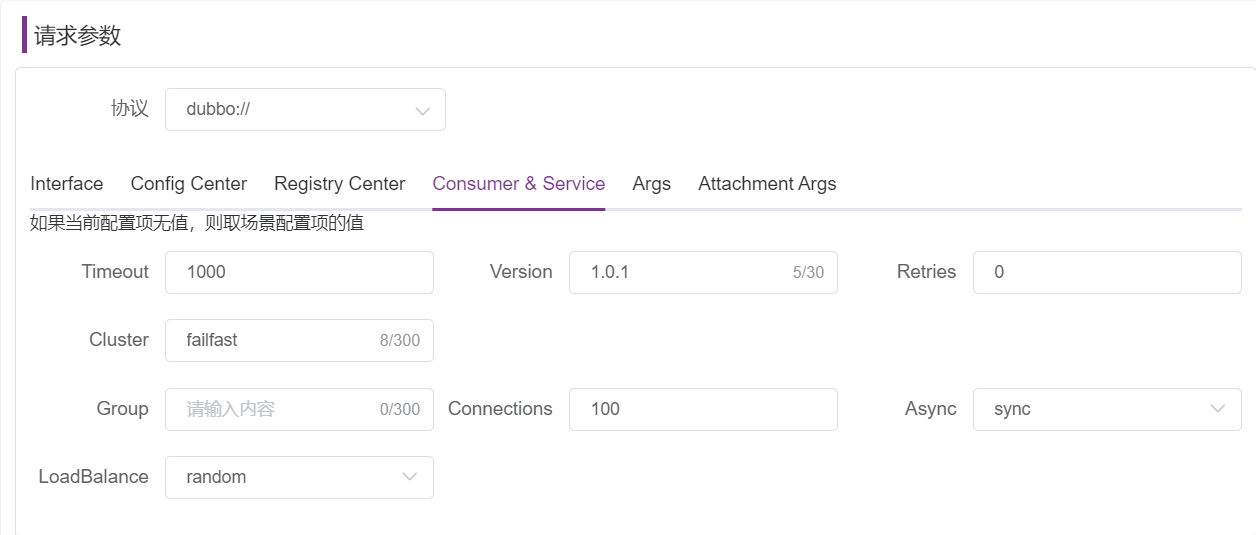 请求参数
协议 dubbo://
Interface Config Center Registry Center Consumer & Service Args Attachment Args
如果当前配置项无值，则取场景配置项的值
Timeout 1000 Version 1.0.1 5/30 Retries 0
Cluster failfast 8/300
Group 请输入内容 0/300 Connections 100 Async sync
LoadBalance random